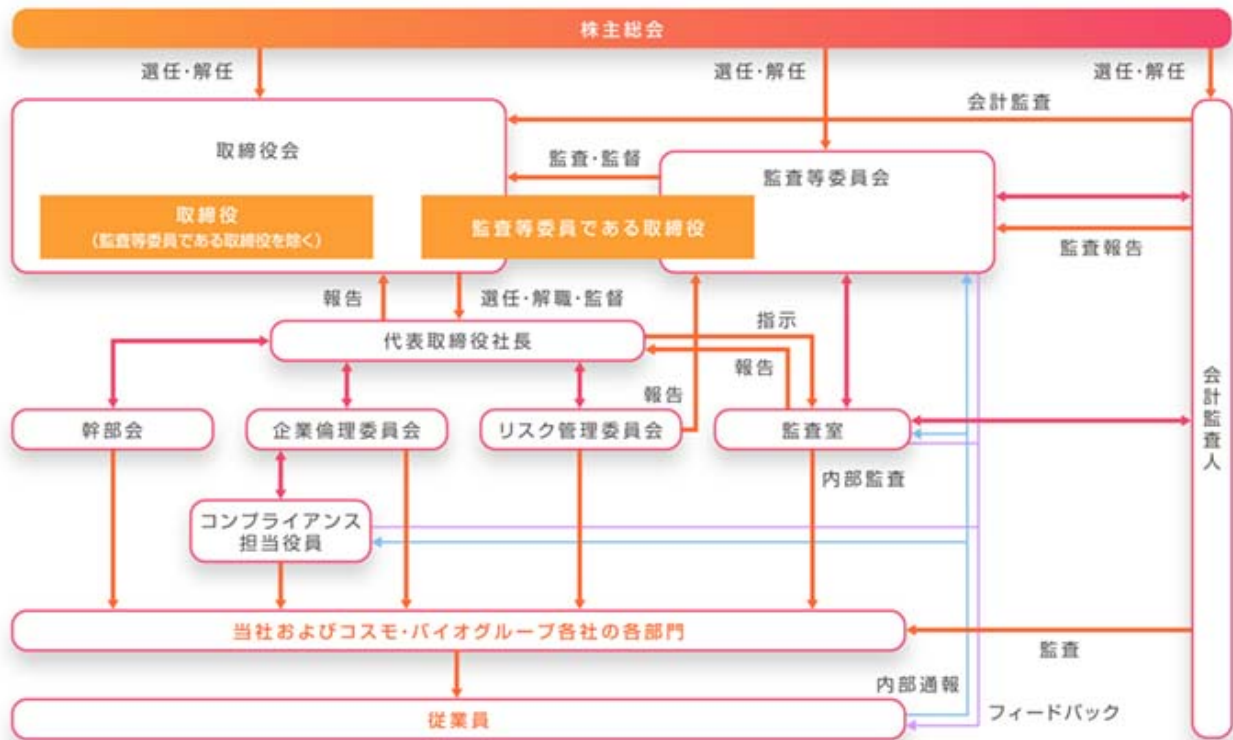 株主総会
選任・解任
選任・解任
選任・解任
会計監査
取締役会
監査・監督
監査等委員会
取締役
（監査等委員である取締役を除く）
監査等委員である取締役
監査報告
報告
選任・解職・監督
指示
代表取締役社長
報告
報告
会計監査人
幹部会
企業倫理委員会
リスク管理委員会
監査室
内部監査
コンプライアンス
担当役員
当社およびコスモ・バイオグループ各社の各部門
監査
内部通報
フィードバック
従業員